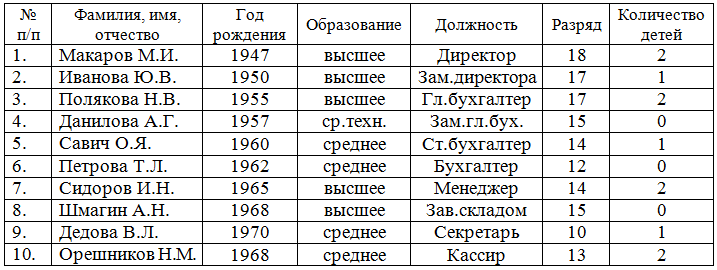 № п/п Фамилия, имя, отчество Год рождения Образование Должность Разряд Количество детей
1. Макаров М.И. 1947 высшее Директор 18 2
2. Иванова Ю.В. 1950 высшее Зам.директора 17 1
3. Полякова Н.В. 1955 высшее Гл.бухгалтер 17 2
4. Данилова А.Г. 1957 ср.техн. Зам.гл.бух. 15 0
5. Савич О.Я. 1960 среднее Ст.бухгалтер 14 1
6. Петрова Т.Л. 1962 среднее Бухгалтер 12 0
7. Сидоров И.Н. 1965 высшее Менеджер 14 2
8. Шмагин А.Н. 1968 высшее Зав.складом 15 0
9. Дедова В.Л. 1970 среднее Секретарь 10 1
10. Орешников Н.М. 1968 среднее Кассир 13 2